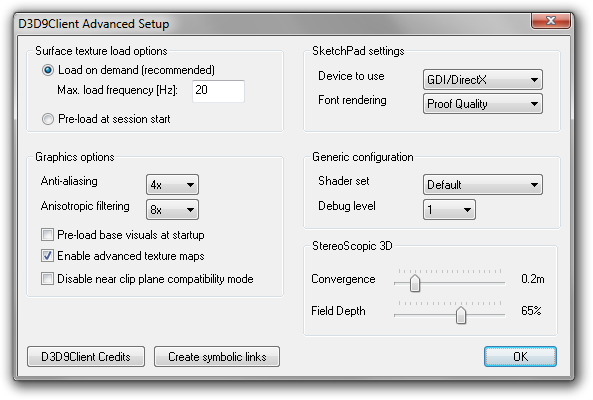 D3D9Client Advanced Setup
Surface texture load options
Load on demand (recommended)
Max. load frequency [Hz]: 20
Pre-load at session start
SketchPad settings
Device to use GDI/DirectX
Font rendering Proof Quality
Graphics options
Anti-aliasing 4x
Anisotropic filtering 8x
Pre-load base visuals at startup
Enable advanced texture maps
Disable near clip plane compatibility mode
Generic configuration
Shader set Default
Debug level 1
StereoScopic 3D
Convergence 0.2m
Field Depth 65%
D3D9Client Credits
Create symbolic links
OK